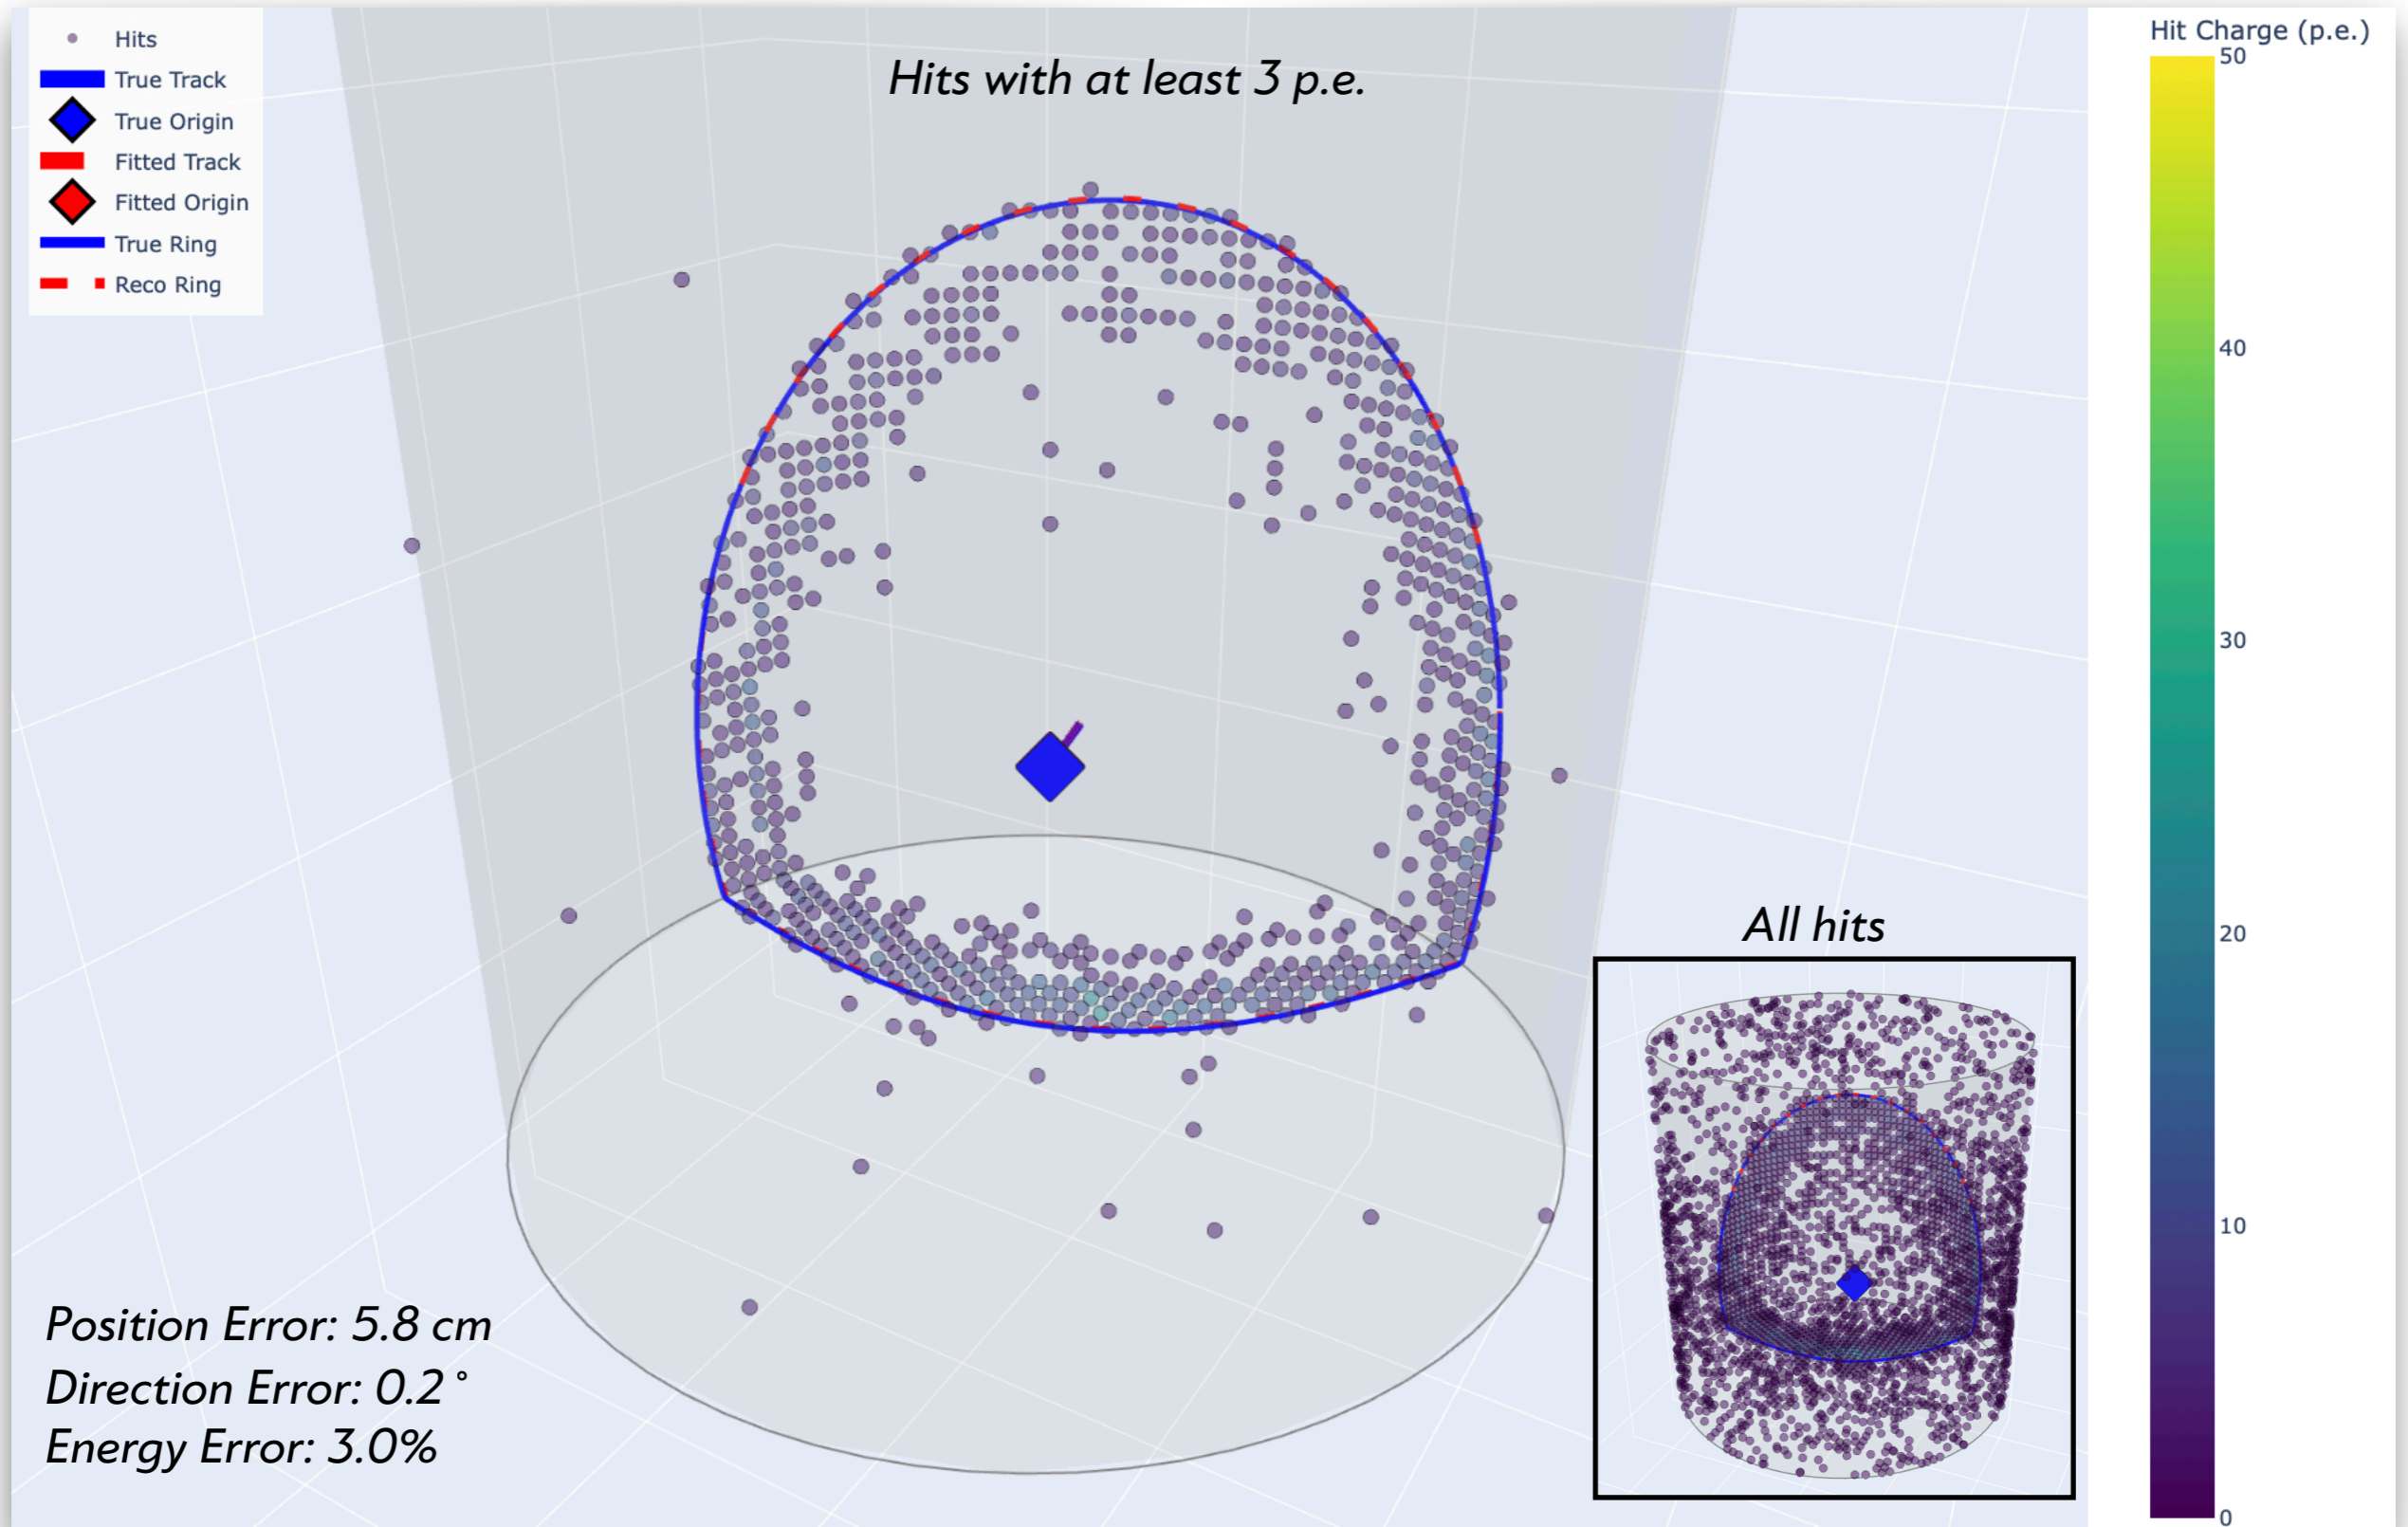 Hits
True Track
True Origin
Fitted Track
Fitted Origin
True Ring
Reco Ring
Hits with at least 3 p.e.
Hit Charge (p.e.)
50
40
30
20
10
0
All hits
Position Error: 5.8 cm
Direction Error: 0.2°
Energy Error: 3.0%